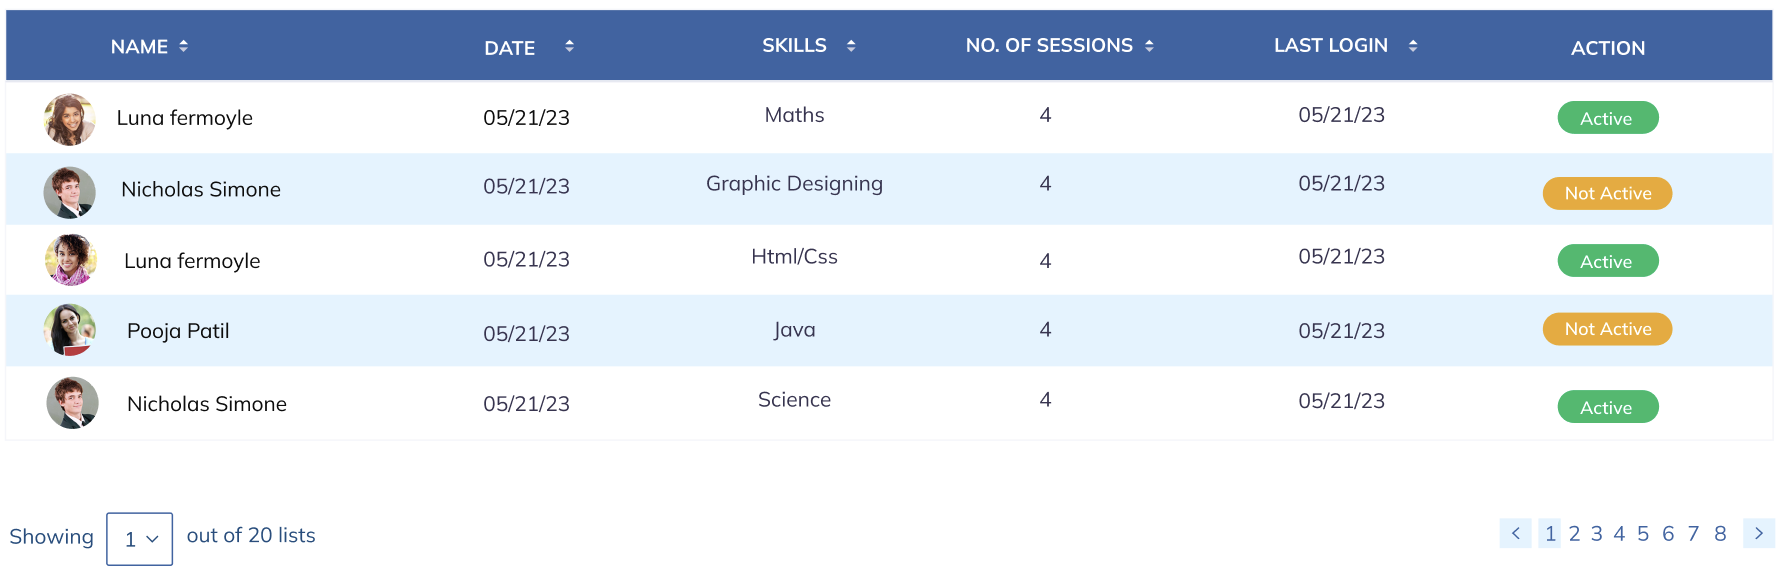 NAME DATE SKILLS NO. OF SESSIONS LAST LOGIN ACTION
Luna fermoyle 05/21/23 Maths 4 05/21/23 Active
Nicholas Simone 05/21/23 Graphic Designing 4 05/21/23 Not Active
Luna fermoyle 05/21/23 Html/Css 4 05/21/23 Active
Pooja Patil 05/21/23 Java 4 05/21/23 Not Active
Nicholas Simone 05/21/23 Science 4 05/21/23 Active
Showing 1 out of 20 lists < 1 2 3 4 5 6 7 8 >